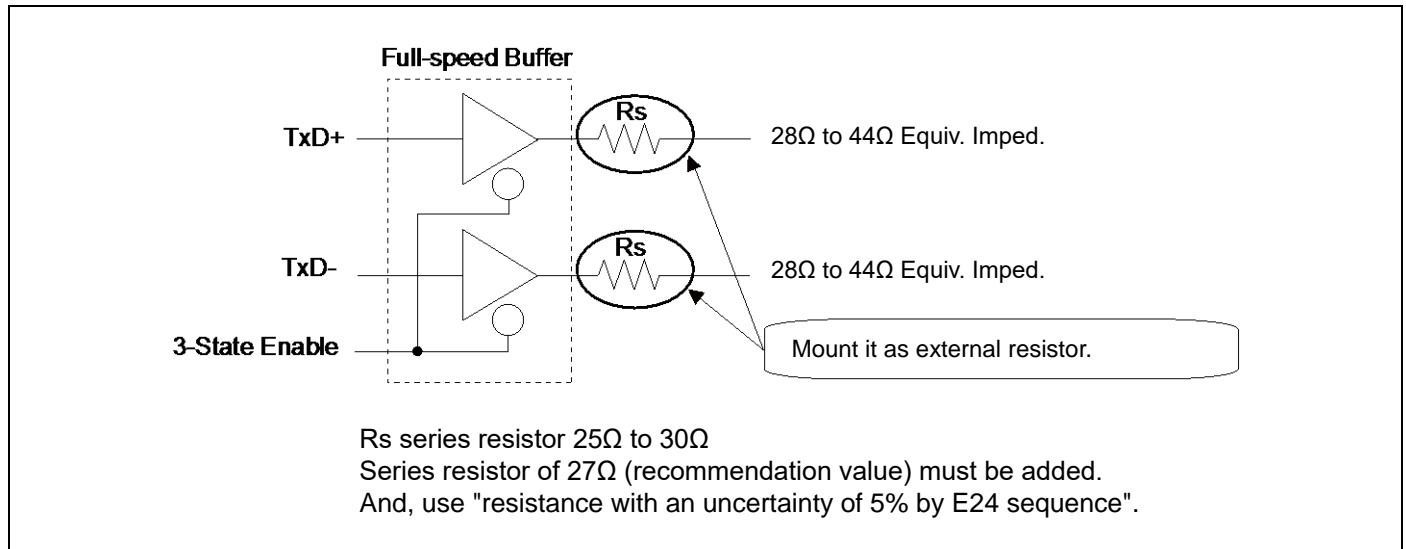 Full-speed Buffer
Rs
TxD+
28Ω to 44Ω Equiv. Imped.
Rs
TxD-
28Ω to 44Ω Equiv. Imped.
3-State Enable
Mount it as external resistor.
Rs series resistor 25Ω to 30Ω
Series resistor of 27Ω (recommendation value) must be added.
And, use "resistance with an uncertainty of 5% by E24 sequence".